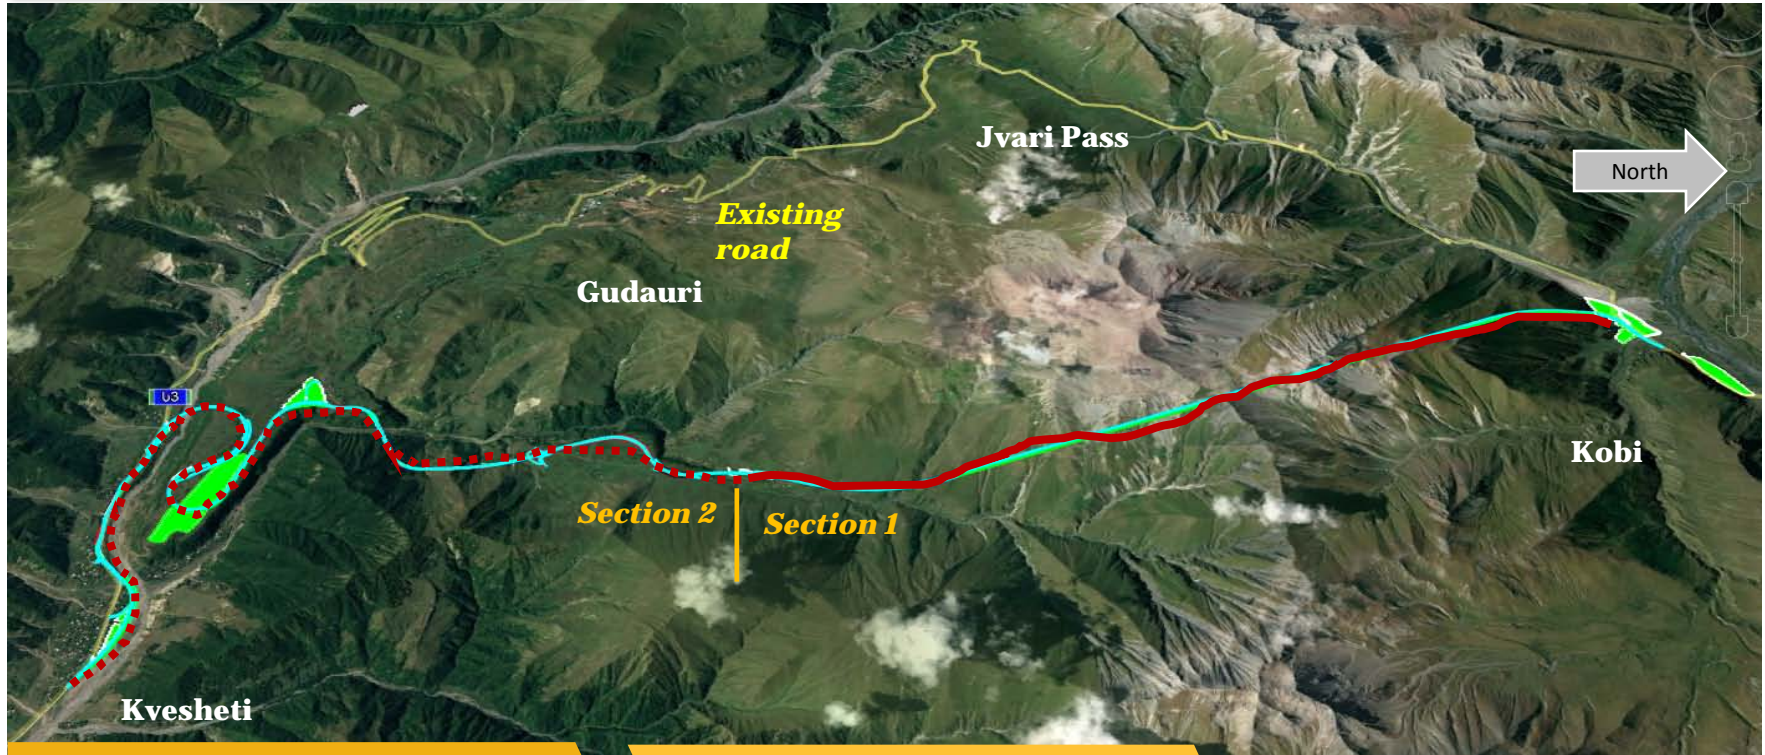 Jvari Pass
North
Existing
road
Gudauri
U3
Kobi
Section 2
Section 1
Kvesheti